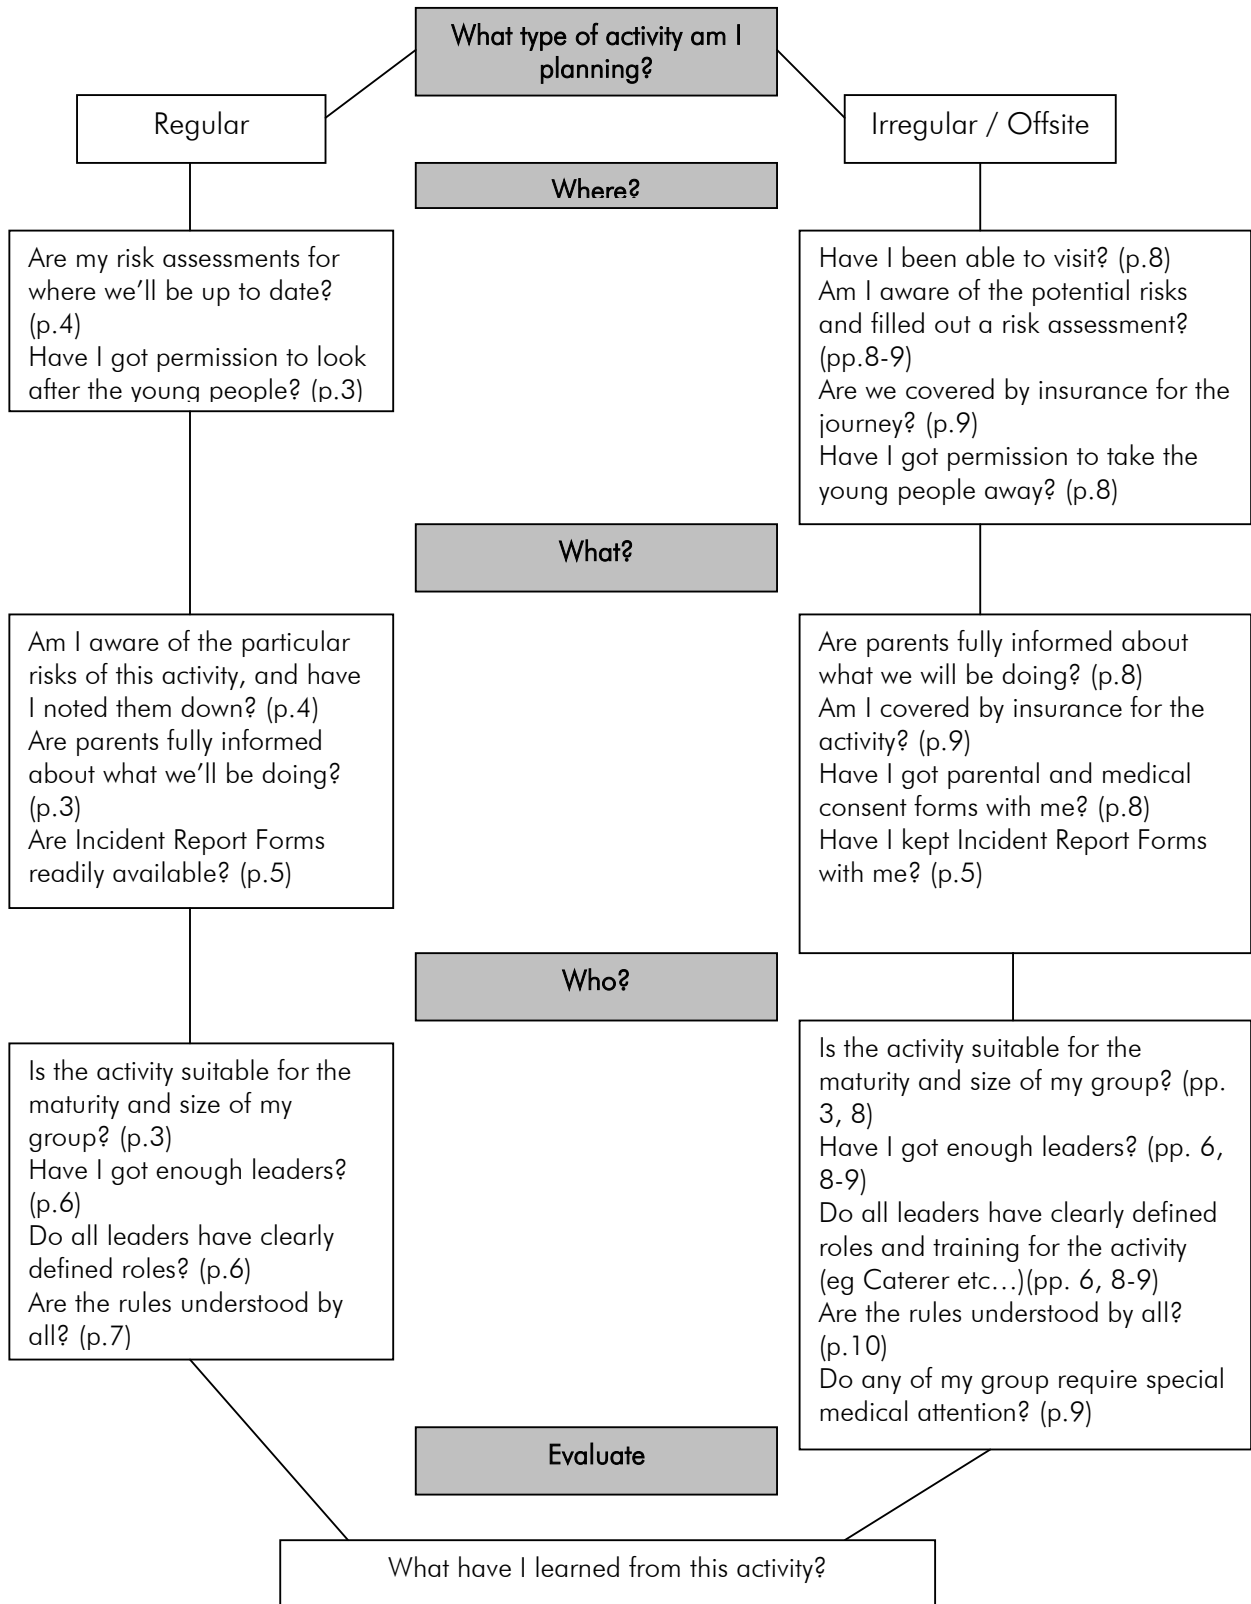 What type of activity am I
planning?
Regular
Irregular / Offsite
Where?
Are my risk assessments for
where we'll be up to date?
(p.4)
Have I got permission to look
after the young people? (p.3)
Have I been able to visit? (p.8)
Am I aware of the potential risks
and filled out a risk assessment?
(pp.8-9)
Are we covered by insurance for the
journey? (p.9)
Have I got permission to take the
young people away? (p.8)
What?
Am I aware of the particular
risks of this activity, and have
I noted them down? (p.4)
Are parents fully informed
about what we'll be doing?
(p.3)
Are Incident Report Forms
readily available? (p.5)
Are parents fully informed about
what we will be doing? (p.8)
Am I covered by insurance for the
activity? (p.9)
Have I got parental and medical
consent forms with me? (p.8)
Have I kept Incident Report Forms
with me? (p.5)
Who?
Is the activity suitable for the
maturity and size of my
group? (p.3)
Have I got enough leaders?
(p.6)
Do all leaders have clearly
defined roles? (p.6)
Are the rules understood by
all? (p.7)
Is the activity suitable for the
maturity and size of my group? (pp.
3, 8)
Have I got enough leaders? (pp. 6,
8-9)
Do all leaders have clearly defined
roles and training for the activity
(eg Caterer etc…)(pp. 6, 8-9)
Are the rules understood by all?
(p.10)
Do any of my group require special
medical attention? (p.9)
Evaluate
What have I learned from this activity?